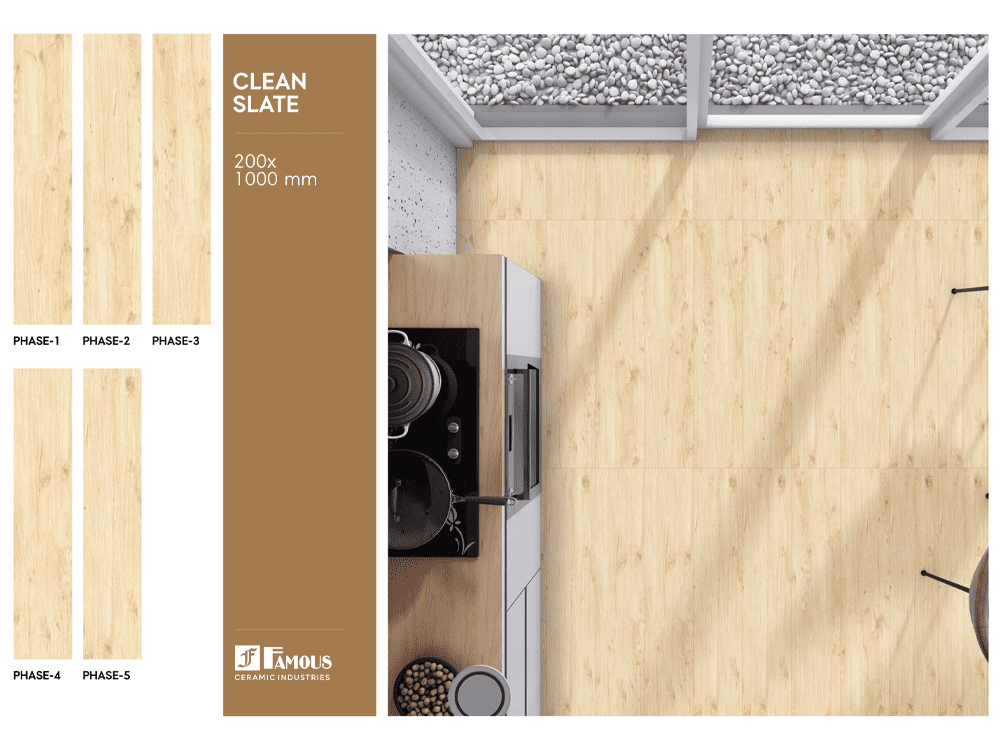 PHASE-1
PHASE-2
PHASE-3
PHASE-4
PHASE-5
CLEAN
SLATE
200x
1000 mm
FAMOUS
CERAMIC INDUSTRIES